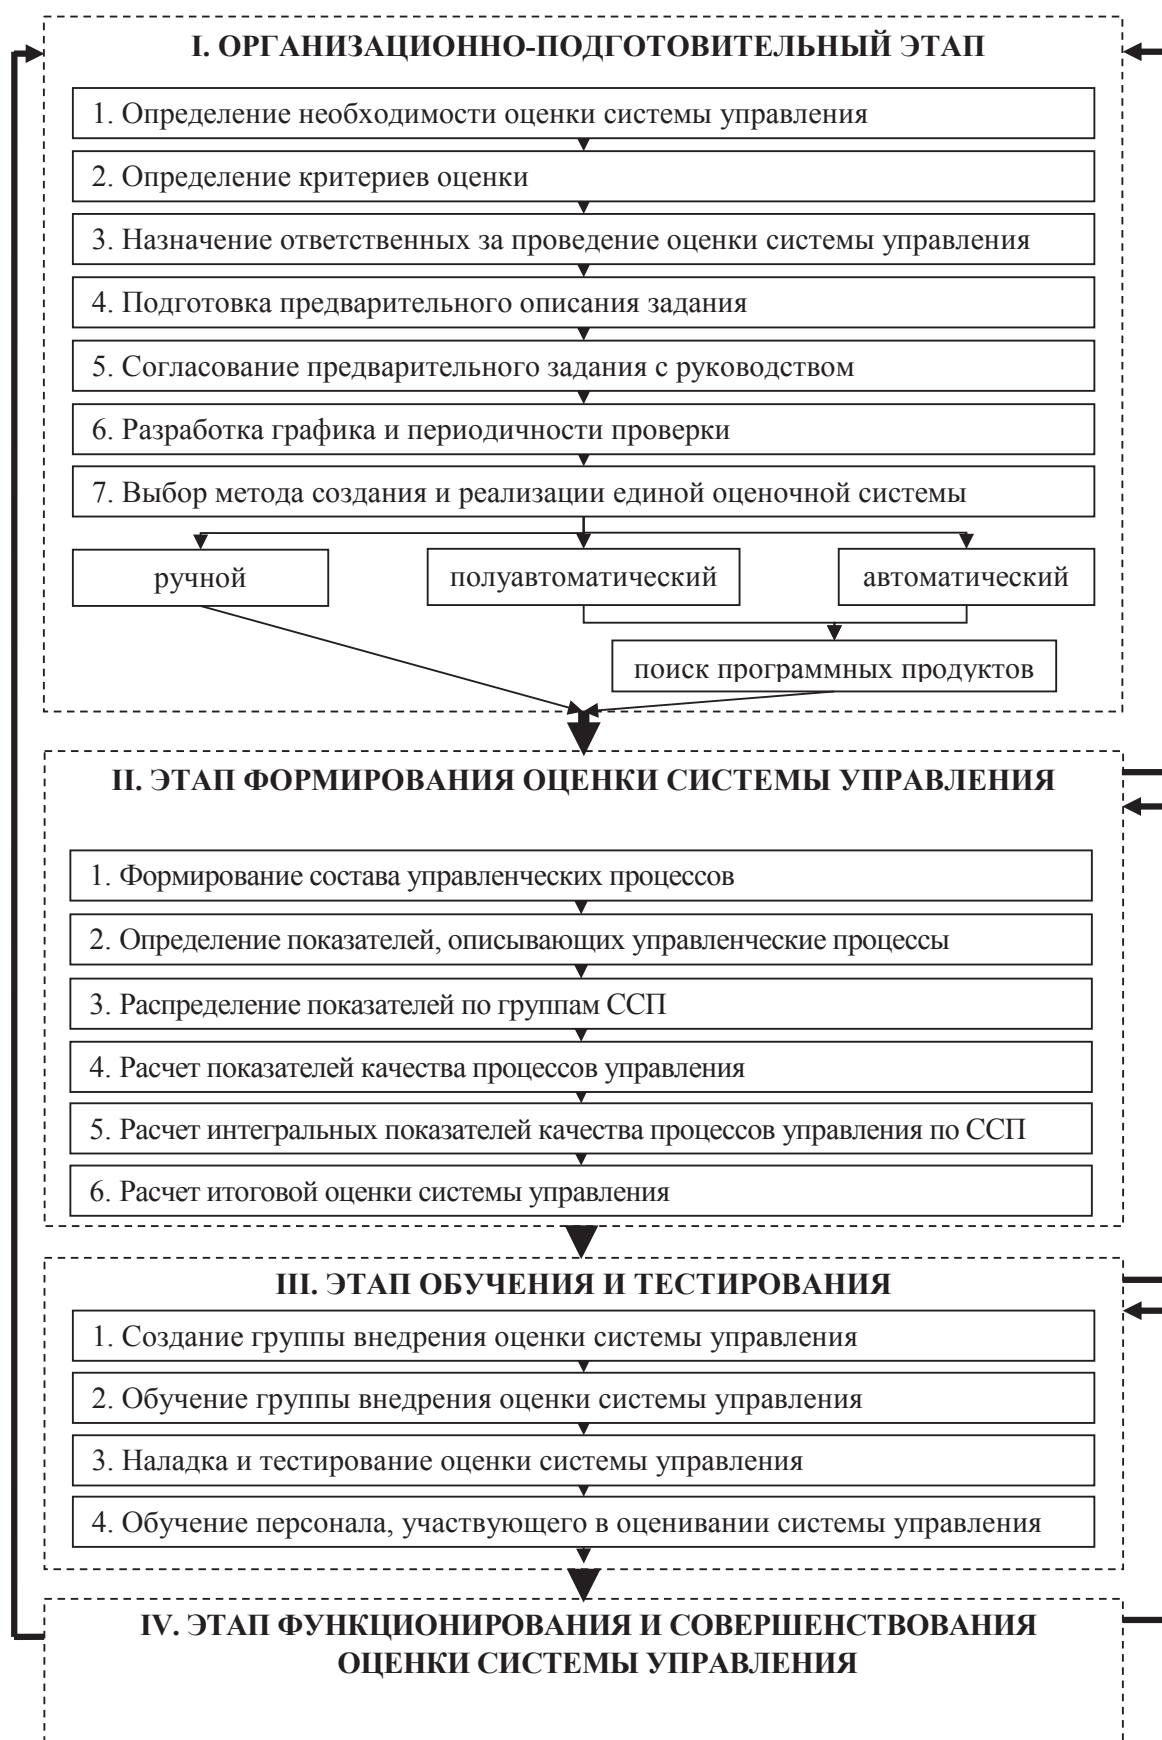 I. ОРГАНИЗАЦИОННО-ПОДГОТОВИТЕЛЬНЫЙ ЭТАП
1. Определение необходимости оценки системы управления
2. Определение критериев оценки
3. Назначение ответственных за проведение оценки системы управления
4. Подготовка предварительного описания задания
5. Согласование предварительного задания с руководством
6. Разработка графика и периодичности проверки
7. Выбор метода создания и реализации единой оценочной системы
ручной
полуавтоматический
автоматический
поиск программных продуктов
II. ЭТАП ФОРМИРОВАНИЯ ОЦЕНКИ СИСТЕМЫ УПРАВЛЕНИЯ
1. Формирование состава управленческих процессов
2. Определение показателей, описывающих управленческие процессы
3. Распределение показателей по группам ССП
4. Расчет показателей качества процессов управления
5. Расчет интегральных показателей качества процессов управления по ССП
6. Расчет итоговой оценки системы управления
III. ЭТАП ОБУЧЕНИЯ И ТЕСТИРОВАНИЯ
1. Создание группы внедрения оценки системы управления
2. Обучение группы внедрения оценки системы управления
3. Наладка и тестирование оценки системы управления
4. Обучение персонала, участвующего в оценивании системы управления
IV. ЭТАП ФУНКЦИОНИРОВАНИЯ И СОВЕРШЕНСТВОВАНИЯ
ОЦЕНКИ СИСТЕМЫ УПРАВЛЕНИЯ